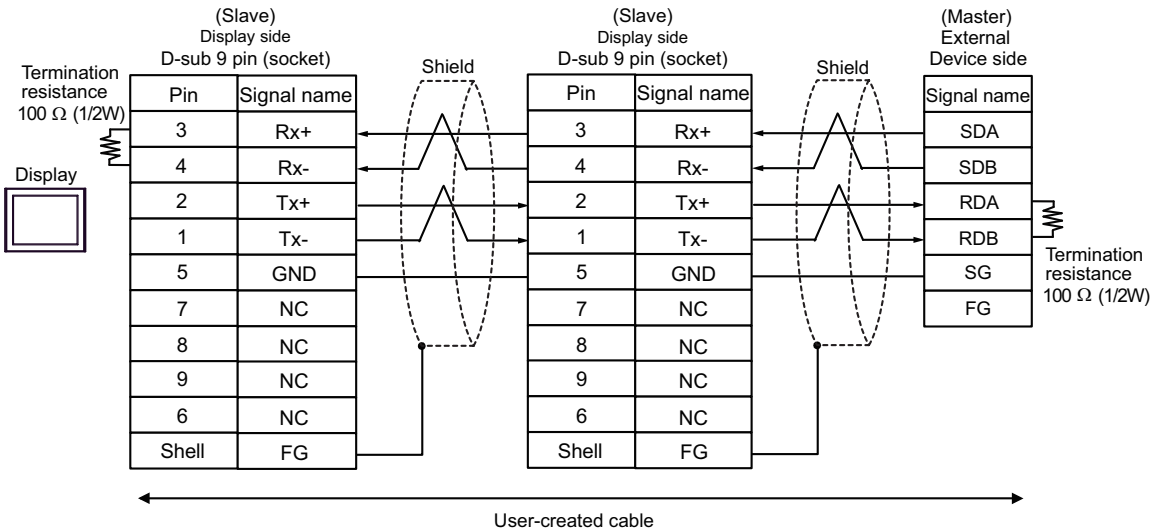 (Slave)
Display side
D-sub 9 pin (socket)
(Slave)
Display side
D-sub 9 pin (socket)
(Master)
External
Device side
Termination
resistance
100 Ω (1/2W)
Shield
Shield
Display
Pin Signal name
3 Rx+
4 Rx-
2 Tx+
1 Tx-
5 GND
7 NC
8 NC
9 NC
6 NC
Shell FG
Pin Signal name
3 Rx+
4 Rx-
2 Tx+
1 Tx-
5 GND
7 NC
8 NC
9 NC
6 NC
Shell FG
Signal name
SDA
SDB
RDA
RDB
SG
FG
Termination
resistance
100 Ω (1/2W)
User-created cable